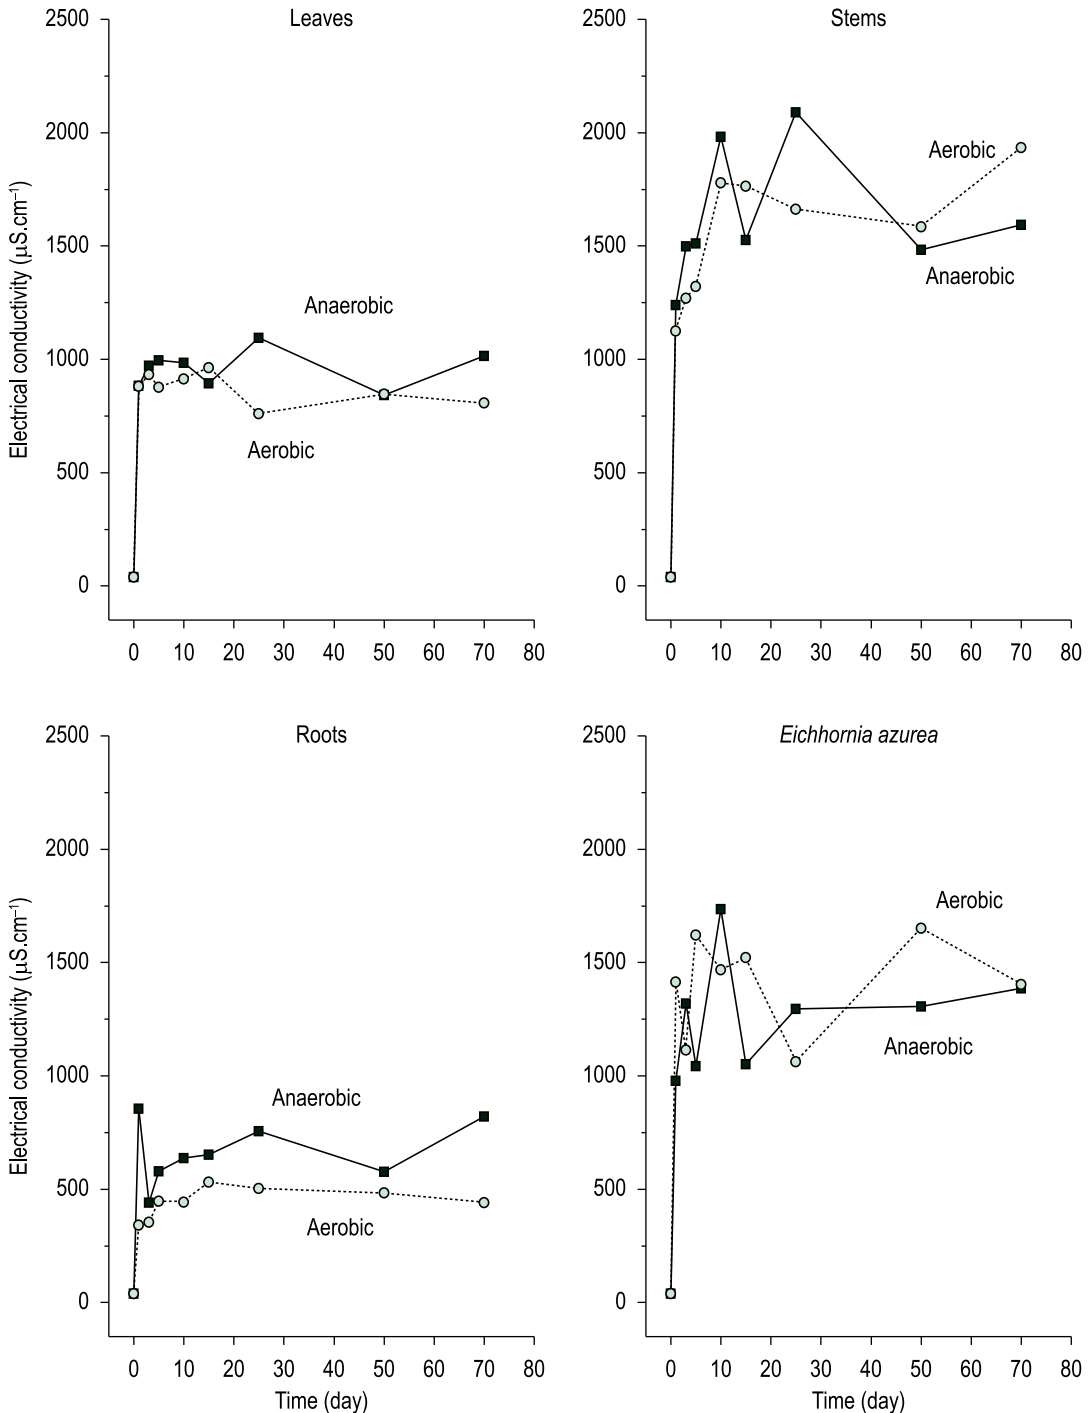 Leaves
2500
2000
1500
1000
500
0
Electrical conductivity (µS.cm⁻¹)
Anaerobic
Aerobic
0 10 20 30 40 50 60 70 80
Stems
2500
2000
1500
1000
500
0
Aerobic
Anaerobic
0 10 20 30 40 50 60 70 80
Roots
2500
2000
1500
1000
500
0
Electrical conductivity (µS.cm⁻¹)
Anaerobic
Aerobic
0 10 20 30 40 50 60 70 80
Time (day)
Eichhornia azurea
2500
2000
1500
1000
500
0
Aerobic
Anaerobic
0 10 20 30 40 50 60 70 80
Time (day)